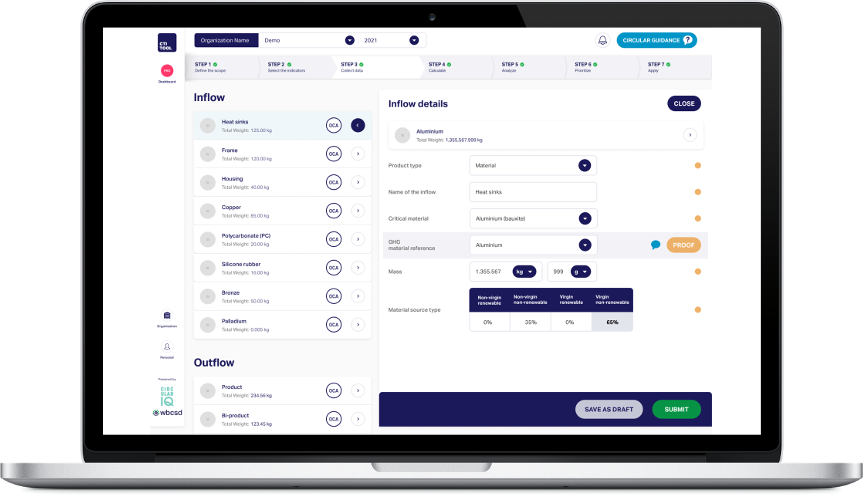 CTI
TOOL
Organization Name
Demo
2021
CIRCULAR GUIDANCE ?
Dashboard
STEP 1
Define the scope
STEP 2
Select the indicators
STEP 3
Collect data
STEP 4
Calculate
STEP 5
Analyze
STEP 6
Prioritize
STEP 7
Apply
Inflow
Heat sinks
Total Weight: 125.00 kg
OCA
Frame
Total Weight: 120.00 kg
OCA
Housing
Total Weight: 40.00 kg
OCA
Copper
Total Weight: 85.00 kg
OCA
Polycarbonate (PC)
Total Weight: 20.00 kg
OCA
Silicone rubber
Total Weight: 10.00 kg
OCA
Bronze
Total Weight: 50.00 kg
OCA
Palladium
Total Weight: 0.000 kg
OCA
Outflow
Product
Total Weight: 234.56 kg
OCA
Bi-product
Total Weight: 123.45 kg
OCA
Inflow details
CLOSE
Aluminium
Total Weight: 1.355.567.999 kg
Product type
Material
Name of the inflow
Heat sinks
Critical material
Aluminium (bauxite)
GHG
material reference
Aluminium
PROOF
Mass
1.355.567
kg
999
g
Material source type
Non-virgin renewable
Non-virgin non-renewable
Virgin renewable
Virgin non-renewable
0%
35%
0%
65%
SAVE AS DRAFT
SUBMIT
Organization
Personal
Powered by
CIRC
ULAR
IQ
wbcsd